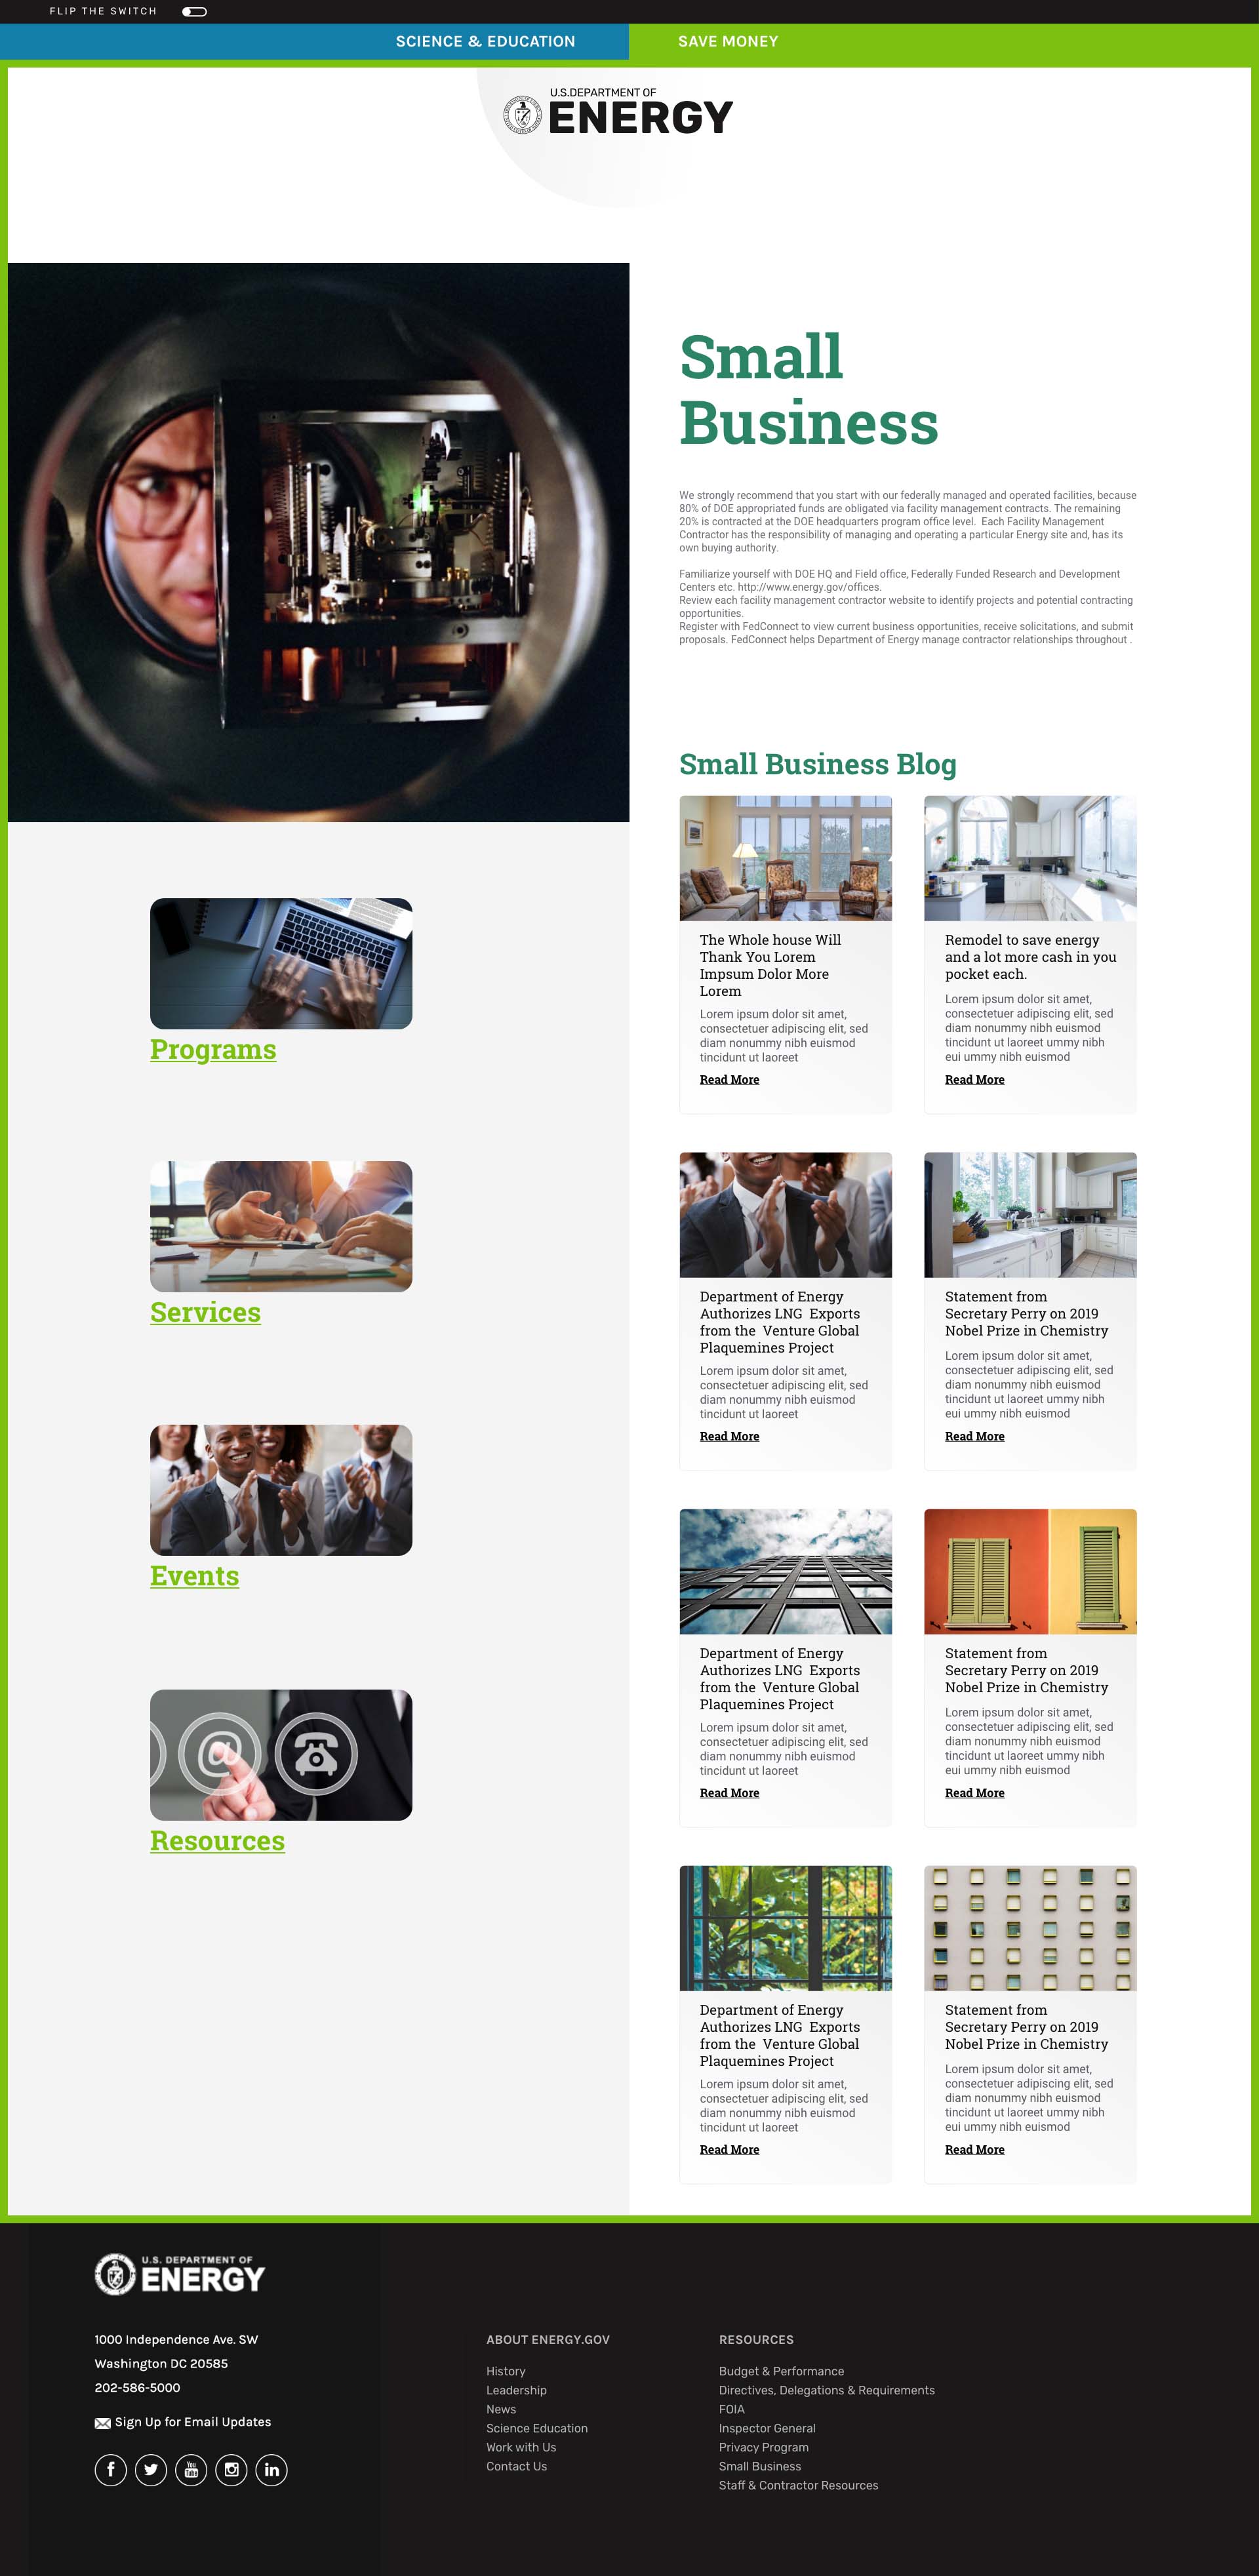 FLIP THE SWITCH
SCIENCE & EDUCATION
SAVE MONEY
U.S.DEPARTMENT OF
ENERGY
Small
Business
We strongly recommend that you start with our federally managed and operated facilities, because
80% of DOE appropriated funds are obligated via facility management contracts. The remaining
20% is contracted at the DOE headquarters program office level.  Each Facility Management
Contractor has the responsibility of managing and operating a particular Energy site and, has its
own buying authority.
Familiarize yourself with DOE HQ and Field office, Federally Funded Research and Development
Centers etc. http://www.energy.gov/offices.
Review each facility management contractor website to identify projects and potential contracting
opportunities.
Register with FedConnect to view current business opportunities, receive solicitations, and submit
proposals. FedConnect helps Department of Energy manage contractor relationships throughout .
Programs
Services
Events
@
Resources
Small Business Blog
The Whole house Will
Thank You Lorem
Impsum Dolor More
Lorem
Lorem ipsum dolor sit amet,
consectetuer adipiscing elit, sed
diam nonummy nibh euismod
tincidunt ut laoreet
Read More
Remodel to save energy
and a lot more cash in you
pocket each.
Lorem ipsum dolor sit amet,
consectetuer adipiscing elit, sed
diam nonummy nibh euismod
tincidunt ut laoreet ummy nibh
eui ummy nibh euismod
Read More
Department of Energy
Authorizes LNG  Exports
from the  Venture Global
Plaquemines Project
Lorem ipsum dolor sit amet,
consectetuer adipiscing elit, sed
diam nonummy nibh euismod
tincidunt ut laoreet
Read More
Statement from
Secretary Perry on 2019
Nobel Prize in Chemistry
Lorem ipsum dolor sit amet,
consectetuer adipiscing elit, sed
diam nonummy nibh euismod
tincidunt ut laoreet ummy nibh
eui ummy nibh euismod
Read More
Department of Energy
Authorizes LNG  Exports
from the  Venture Global
Plaquemines Project
Lorem ipsum dolor sit amet,
consectetuer adipiscing elit, sed
diam nonummy nibh euismod
tincidunt ut laoreet
Read More
Statement from
Secretary Perry on 2019
Nobel Prize in Chemistry
Lorem ipsum dolor sit amet,
consectetuer adipiscing elit, sed
diam nonummy nibh euismod
tincidunt ut laoreet ummy nibh
eui ummy nibh euismod
Read More
Department of Energy
Authorizes LNG  Exports
from the  Venture Global
Plaquemines Project
Lorem ipsum dolor sit amet,
consectetuer adipiscing elit, sed
diam nonummy nibh euismod
tincidunt ut laoreet
Read More
Statement from
Secretary Perry on 2019
Nobel Prize in Chemistry
Lorem ipsum dolor sit amet,
consectetuer adipiscing elit, sed
diam nonummy nibh euismod
tincidunt ut laoreet ummy nibh
eui ummy nibh euismod
Read More
U.S. DEPARTMENT OF
ENERGY
1000 Independence Ave. SW
Washington DC 20585
202-586-5000
Sign Up for Email Updates
f
You
Tube
in
ABOUT ENERGY.GOV
History
Leadership
News
Science Education
Work with Us
Contact Us
RESOURCES
Budget & Performance
Directives, Delegations & Requirements
FOIA
Inspector General
Privacy Program
Small Business
Staff & Contractor Resources